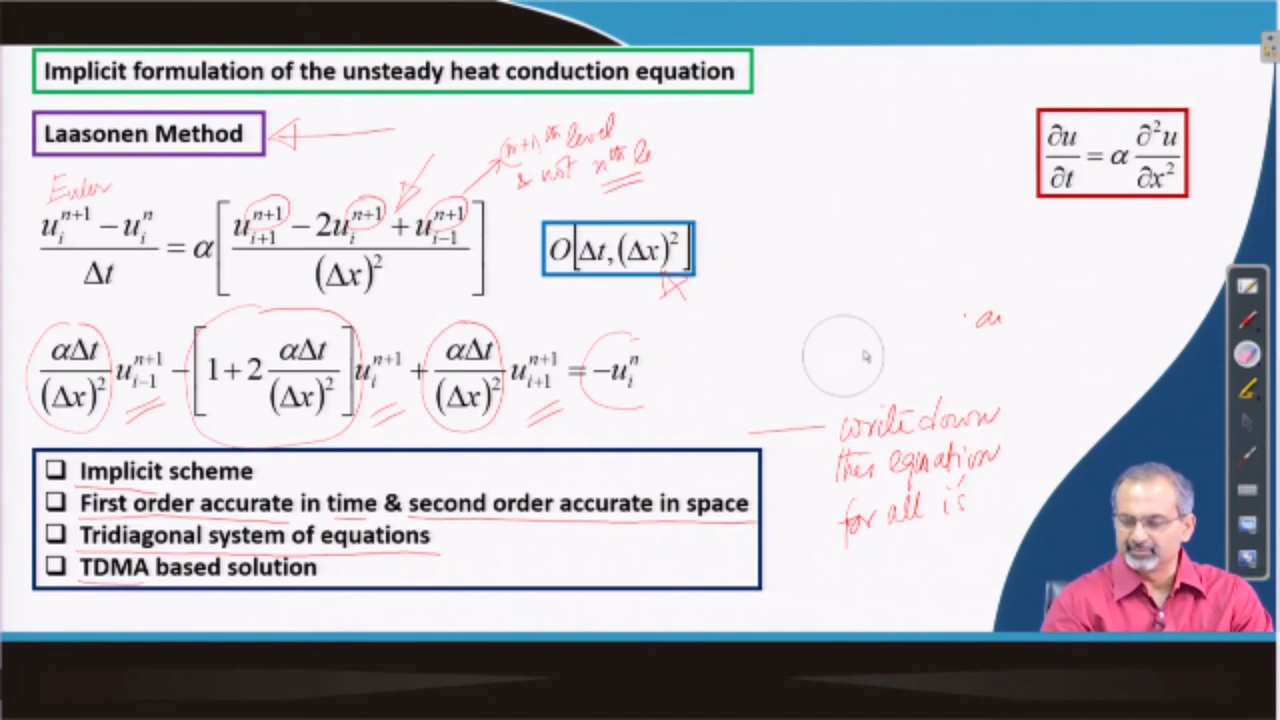 Implicit formulation of the unsteady heat conduction equation
Laasonen Method
∂u/∂t = α ∂²u/∂x²
n+1ᵗʰ level
& not nᵗʰ le
Euler
(u_i^{n+1} − u_i^n)/Δt = α[(u_{i+1}^{n+1} − 2u_i^{n+1} + u_{i−1}^{n+1})/(Δx)²]
O[Δt,(Δx)²]
αΔt/(Δx)² u_{i−1}^{n+1} − [1+2 αΔt/(Δx)²] u_i^{n+1} + αΔt/(Δx)² u_{i+1}^{n+1} = −u_i^n
write down
this equation
for all i's
❑ Implicit scheme
❑ First order accurate in time & second order accurate in space
❑ Tridiagonal system of equations
❑ TDMA based solution